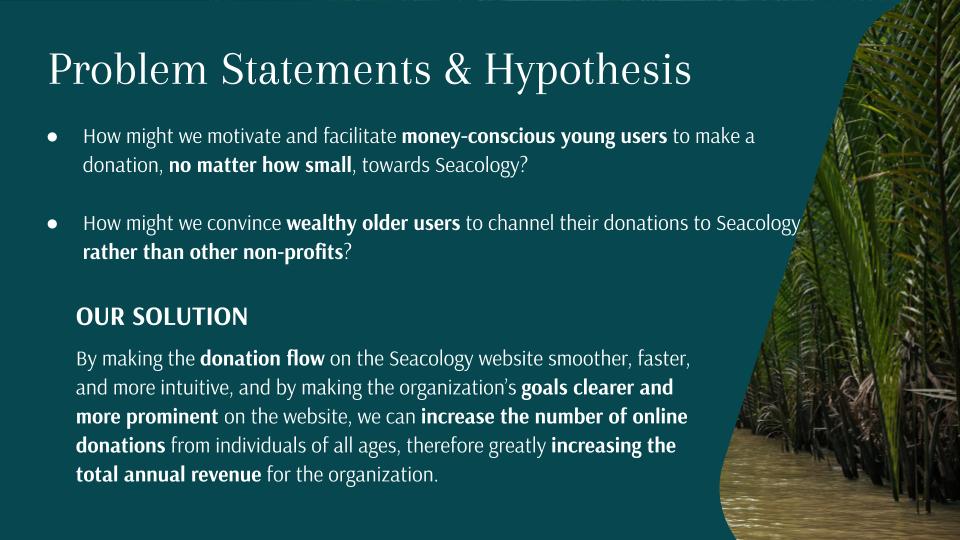 Problem Statements & Hypothesis
● How might we motivate and facilitate money-conscious young users to make a
donation, no matter how small, towards Seacology?
● How might we convince wealthy older users to channel their donations to Seacology
rather than other non-profits?
OUR SOLUTION
By making the donation flow on the Seacology website smoother, faster,
and more intuitive, and by making the organization’s goals clearer and
more prominent on the website, we can increase the number of online
donations from individuals of all ages, therefore greatly increasing the
total annual revenue for the organization.